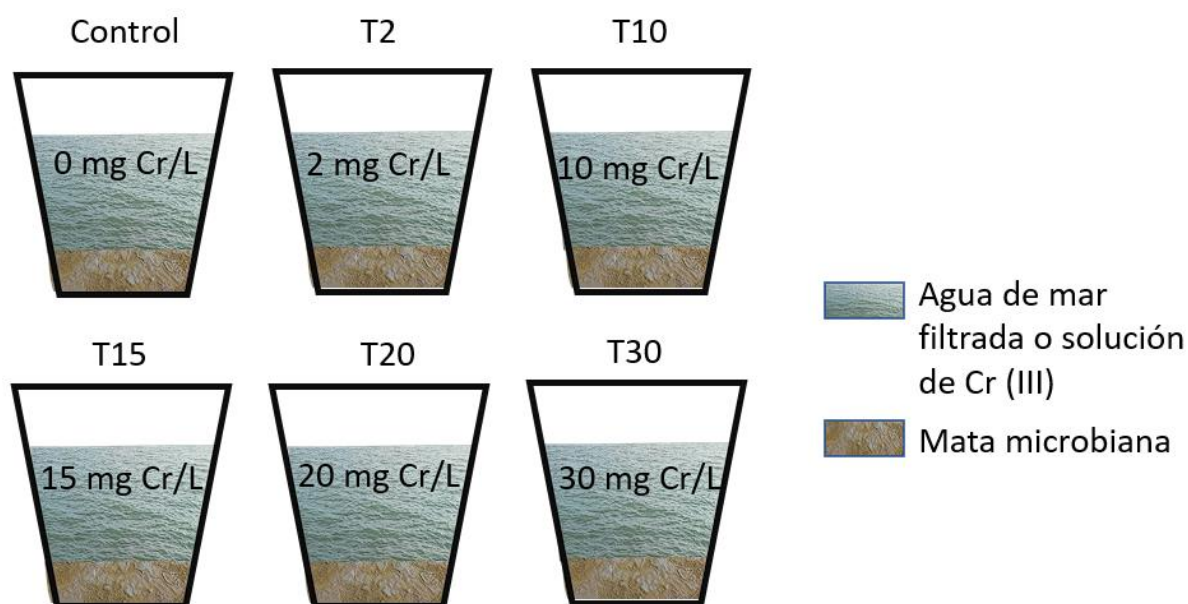 Control
T2
T10
0 mg Cr/L
2 mg Cr/L
10 mg Cr/L
T15
T20
T30
15 mg Cr/L
20 mg Cr/L
30 mg Cr/L
Agua de mar
filtrada o solución
de Cr (III)
Mata microbiana